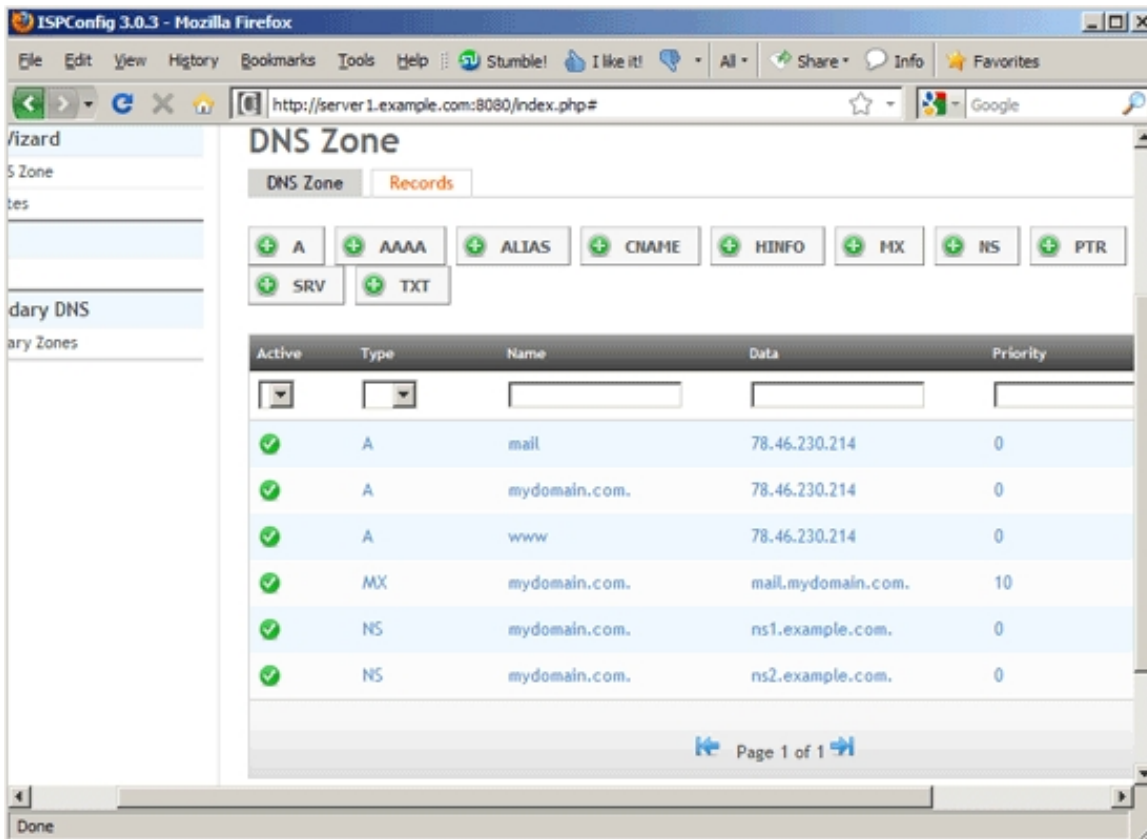 ISPConfig 3.0.3 - Mozilla Firefox
File Edit View History Bookmarks Tools Help Stumble! I like it! All Share Info Favorites
http://server1.example.com:8080/index.php# Google
DNS Zone
DNS Zone Records
A AAAA ALIAS CNAME HINFO MX NS PTR
SRV TXT
Active Type Name Data Priority
A mail 78.46.230.214 0
A mydomain.com. 78.46.230.214 0
A www 78.46.230.214 0
MX mydomain.com. mail.mydomain.com. 10
NS mydomain.com. ns1.example.com. 0
NS mydomain.com. ns2.example.com. 0
Page 1 of 1
Zone
DNS
Zones
Done